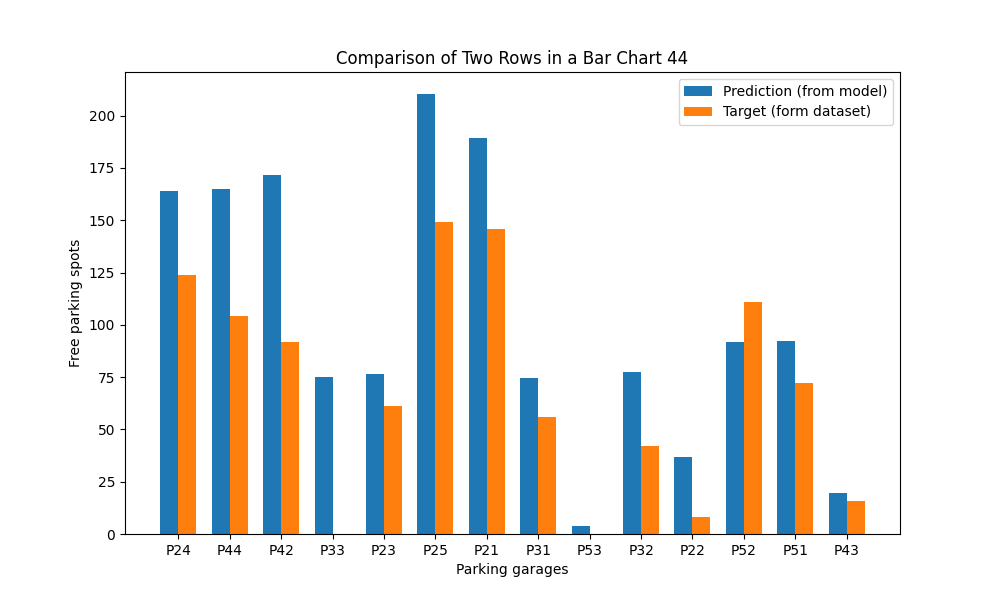 Comparison of Two Rows in a Bar Chart 44
Prediction (from model)
Target (form dataset)
200
175
150
125
100
75
50
25
0
Free parking spots
P24 P44 P42 P33 P23 P25 P21 P31 P53 P32 P22 P52 P51 P43
Parking garages